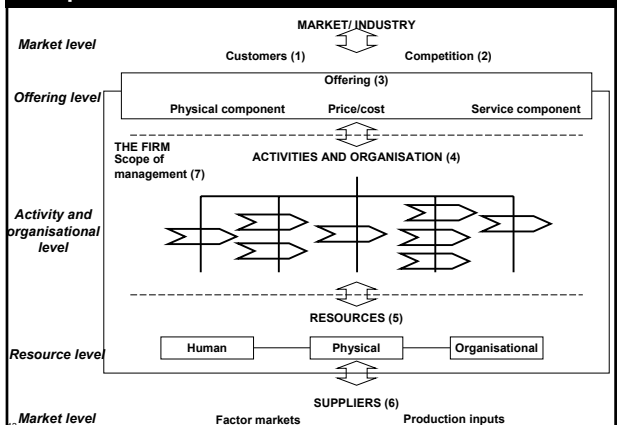 MARKET/ INDUSTRY
Market level
Customers (1) Competition (2)
Offering (3)
Offering level
Physical component Price/cost Service component
THE FIRM
Scope of
management (7)
ACTIVITIES AND ORGANISATION (4)
Activity and
organisational
level
RESOURCES (5)
Resource level
Human Physical Organisational
SUPPLIERS (6)
Market level
Factor markets Production inputs